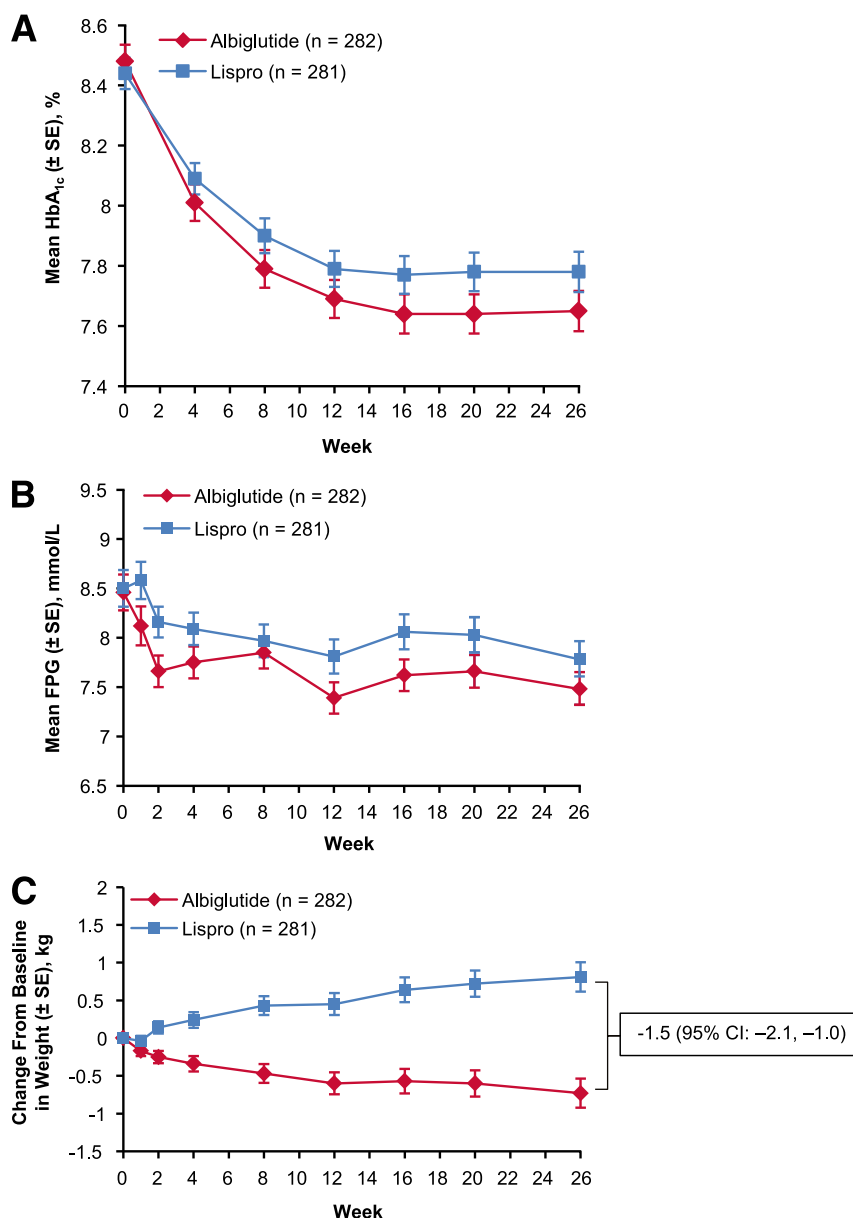 A
Albiglutide (n = 282)
Lispro (n = 281)
Mean HbA1c (± SE), %
8.6
8.4
8.2
8
7.8
7.6
7.4
0 2 4 6 8 10 12 14 16 18 20 22 24 26
Week
B
Albiglutide (n = 282)
Lispro (n = 281)
Mean FPG (± SE), mmol/L
9.5
9
8.5
8
7.5
7
6.5
0 2 4 6 8 10 12 14 16 18 20 22 24 26
Week
C
Albiglutide (n = 282)
Lispro (n = 281)
Change From Baseline
in Weight (± SE), kg
2
1.5
1
0.5
0
-0.5
-1
-1.5
-1.5 (95% CI: –2.1, –1.0)
0 2 4 6 8 10 12 14 16 18 20 22 24 26
Week